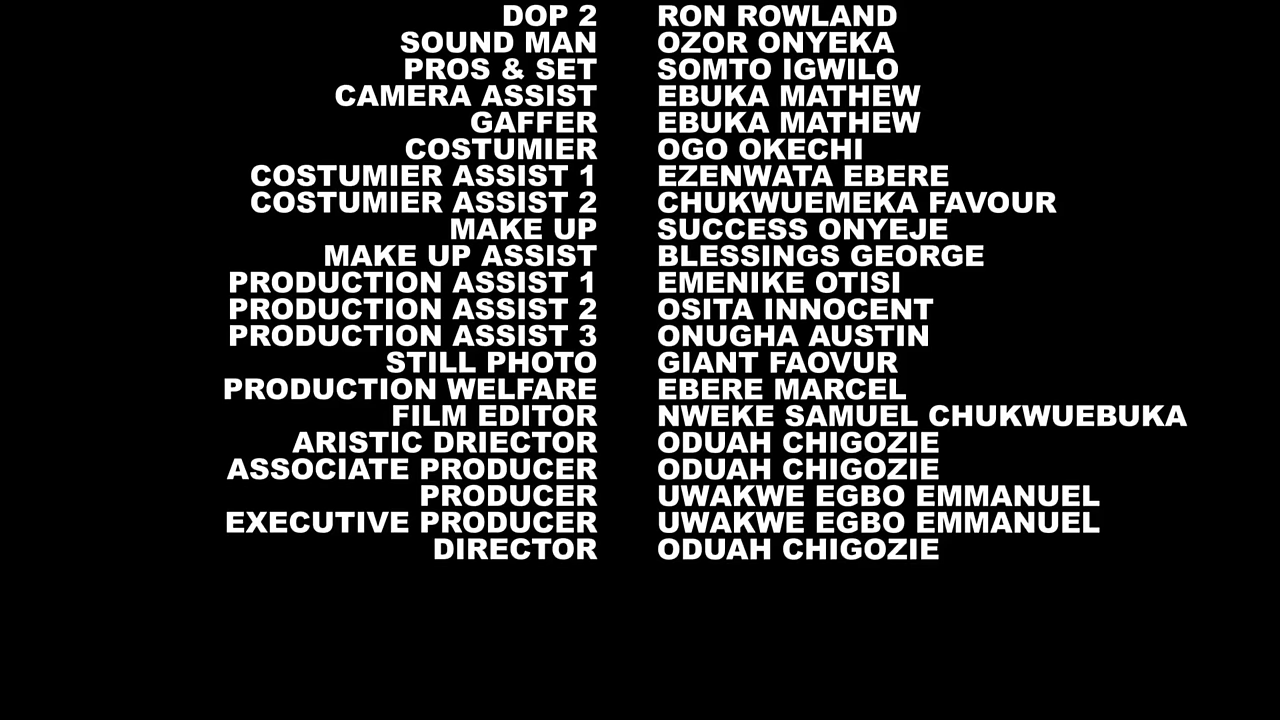 DOP 2 RON ROWLAND
SOUND MAN OZOR ONYEKA
PROS & SET SOMTO IGWILO
CAMERA ASSIST EBUKA MATHEW
GAFFER EBUKA MATHEW
COSTUMIER OGO OKECHI
COSTUMIER ASSIST 1 EZENWATA EBERE
COSTUMIER ASSIST 2 CHUKWUEMEKA FAVOUR
MAKE UP SUCCESS ONYEJE
MAKE UP ASSIST BLESSINGS GEORGE
PRODUCTION ASSIST 1 EMENIKE OTISI
PRODUCTION ASSIST 2 OSITA INNOCENT
PRODUCTION ASSIST 3 ONUGHA AUSTIN
STILL PHOTO GIANT FAOVUR
PRODUCTION WELFARE EBERE MARCEL
FILM EDITOR NWEKE SAMUEL CHUKWUEBUKA
ARISTIC DRIECTOR ODUAH CHIGOZIE
ASSOCIATE PRODUCER ODUAH CHIGOZIE
PRODUCER UWAKWE EGBO EMMANUEL
EXECUTIVE PRODUCER UWAKWE EGBO EMMANUEL
DIRECTOR ODUAH CHIGOZIE